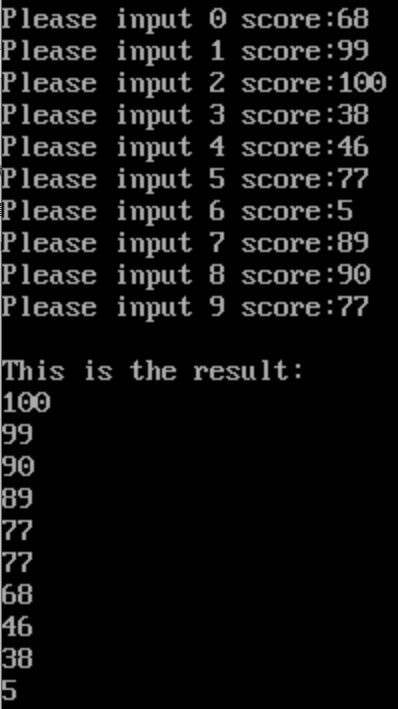 Please input 0 score:68
Please input 1 score:99
Please input 2 score:100
Please input 3 score:38
Please input 4 score:46
Please input 5 score:77
Please input 6 score:5
Please input 7 score:89
Please input 8 score:90
Please input 9 score:77
This is the result:
100
99
90
89
77
77
68
46
38
5